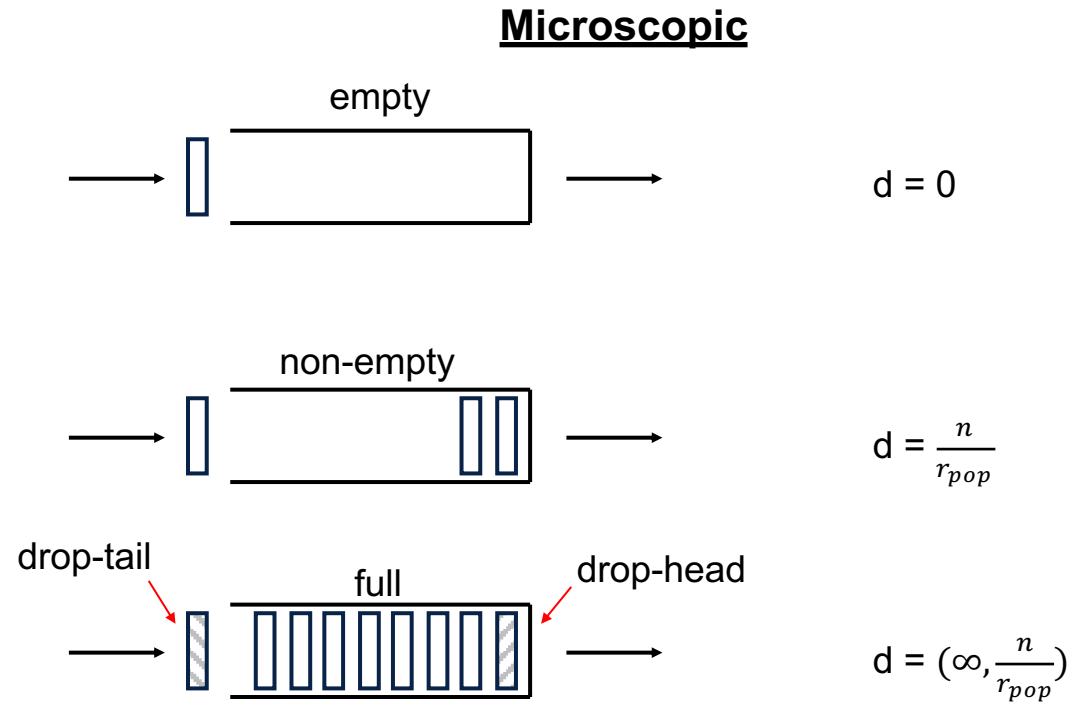 Microscopic
empty
d = 0
non-empty
d = n/r_pop
drop-tail
full
drop-head
d = (∞, n/r_pop)